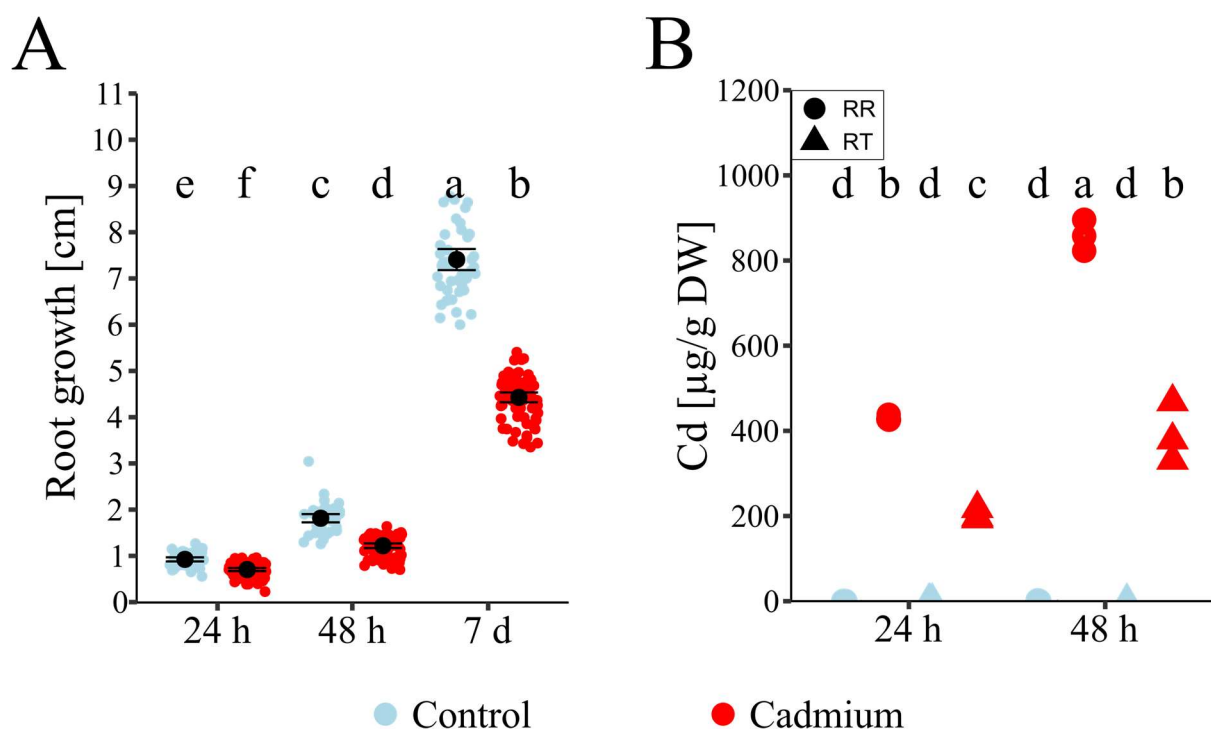 A
Root growth [cm]
11
10
9
8
7
6
5
4
3
2
1
0
e f c d a b
24 h 48 h 7 d
B
Cd [µg/g DW]
1200
1000
800
600
400
200
0
RR
RT
d b d c d a d b
24 h 48 h
Control Cadmium